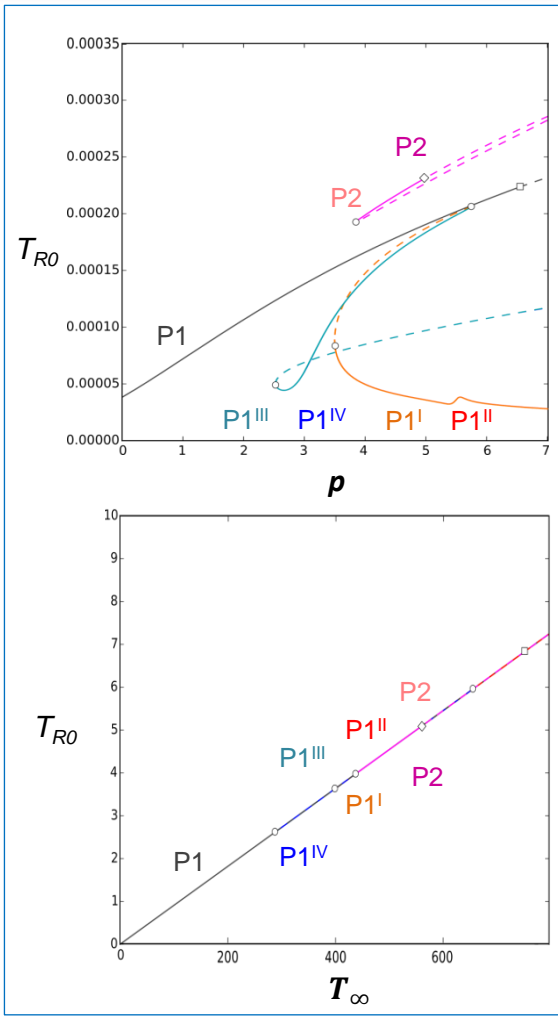 0.00035
0.00030
0.00025
P2
P2
0.00020
T_R0
0.00015
P1
0.00010
0.00005
P1^III P1^IV P1^I P1^II
0.00000
0 1 2 3 4 5 6 7
p
10
9
8
7
P2
6
P1^II
T_R0
5
P1^III
P2
4
P1^I
3
P1
P1^IV
2
1
0
0 200 400 600
T_∞